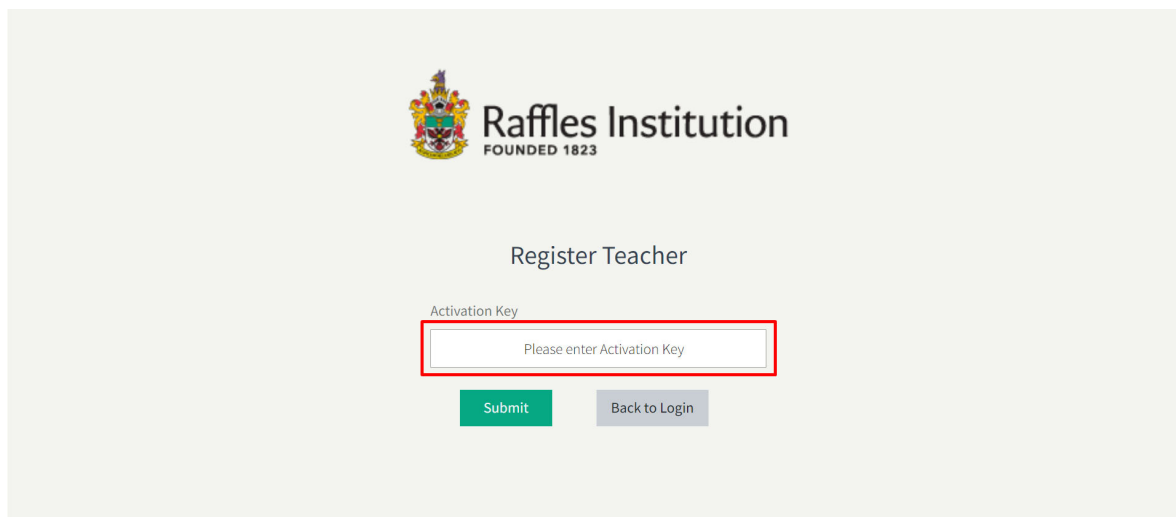 Raffles Institution
FOUNDED 1823
Register Teacher
Activation Key
Please enter Activation Key
Submit Back to Login